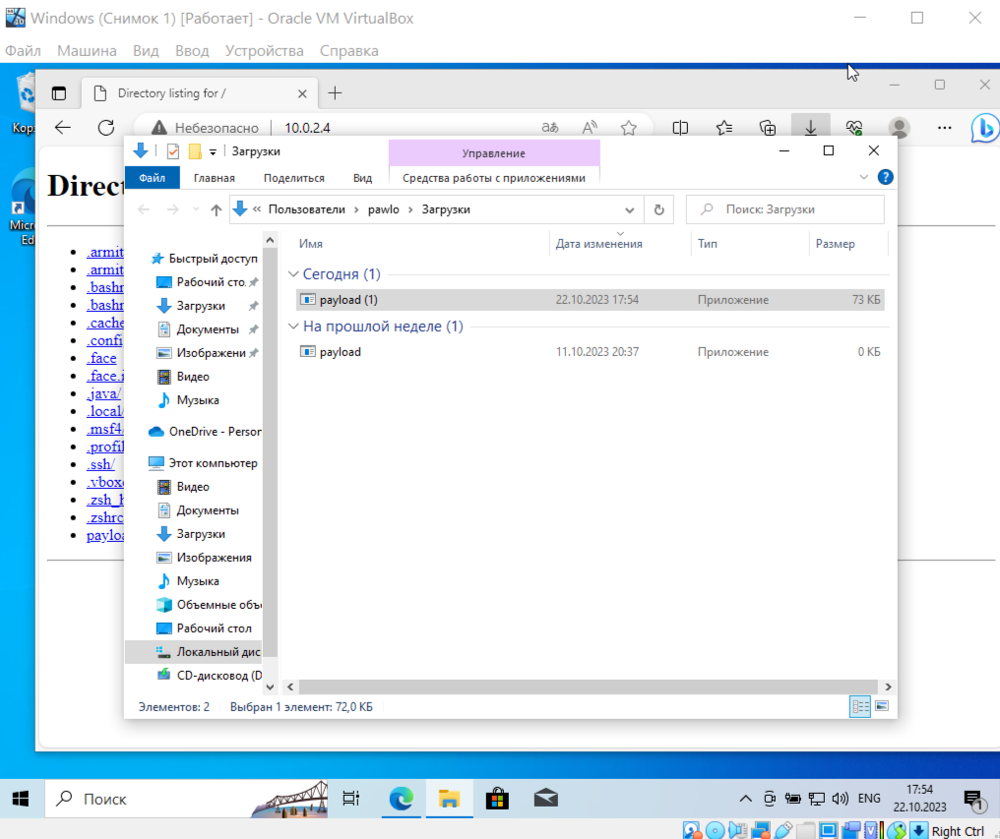 Windows (Снимок 1) [Работает] - Oracle VM VirtualBox
Файл Машина Вид Ввод Устройства Справка
Directory listing for /
Небезопасно 10.0.2.4
Загрузки
Управление
Файл Главная Поделиться Вид Средства работы с приложениями
« Пользователи › pawlo › Загрузки
Поиск: Загрузки
Кор
Micr
Ed
Direct
.armit
.armit
.bashr
.bashr
.cache
.confi
.face
.face.i
.java/
.local/
.msf4/
.profil
.ssh/
.vboxc
.zsh_h
.zshrc
payloa
Быстрый доступ
Рабочий сто.
Загрузки
Документы
Изображени
Видео
Музыка
OneDrive - Person
Этот компьютер
Видео
Документы
Загрузки
Изображения
Музыка
Объемные объ
Рабочий стол
Локальный дис
CD-дисковод (D
Имя Дата изменения Тип Размер
Сегодня (1)
payload (1) 22.10.2023 17:54 Приложение 73 КБ
На прошлой неделе (1)
payload 11.10.2023 20:37 Приложение 0 КБ
Элементов: 2 Выбран 1 элемент: 72,0 КБ
Поиск
ENG
17:54
22.10.2023
1
Right Ctrl